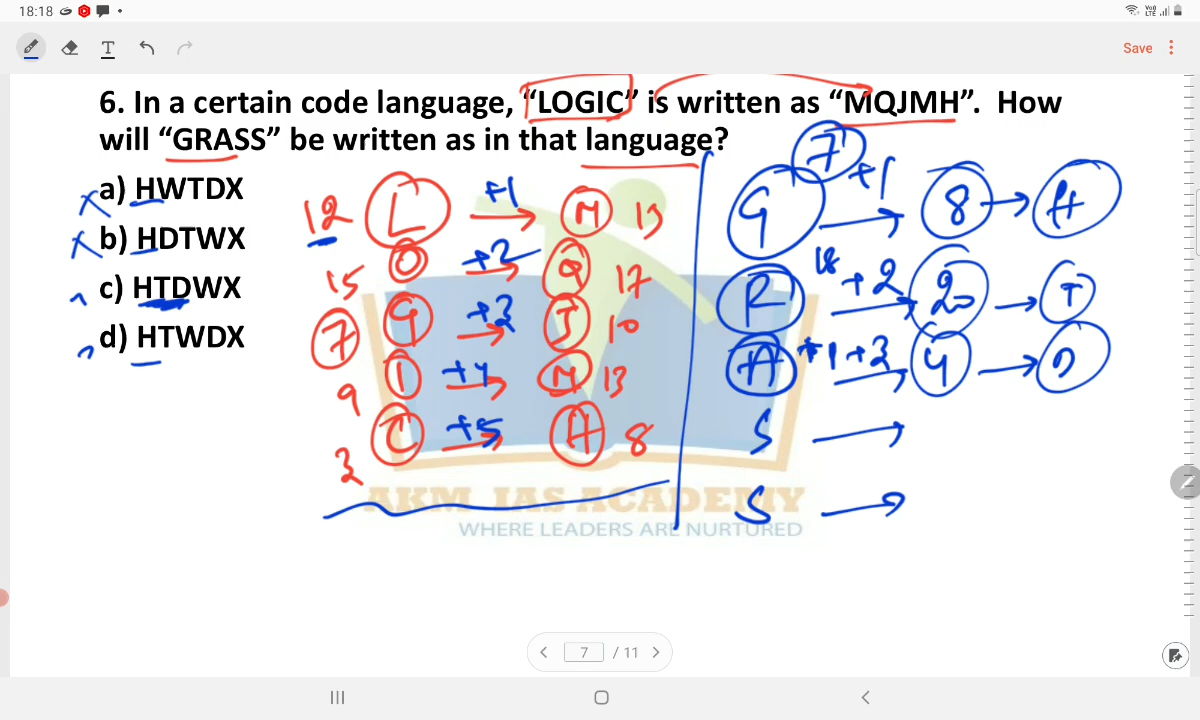 18:18
Save
6. In a certain code language, “LOGIC” is written as “MQJMH”. How
will “GRASS” be written as in that language?
a) HWTDX
b) HDTWX
c) HTDWX
d) HTWDX
12 L +1 M 13
15 O +2 Q 17
7 G +3 J 10
9 I +4 M 13
3 C +5 H 8
G 7 +1 8 H
R 18 +2 20 T
A 1 +3 4 D
S
S
AKM IAS ACADEMY
WHERE LEADERS ARE NURTURED
7 / 11